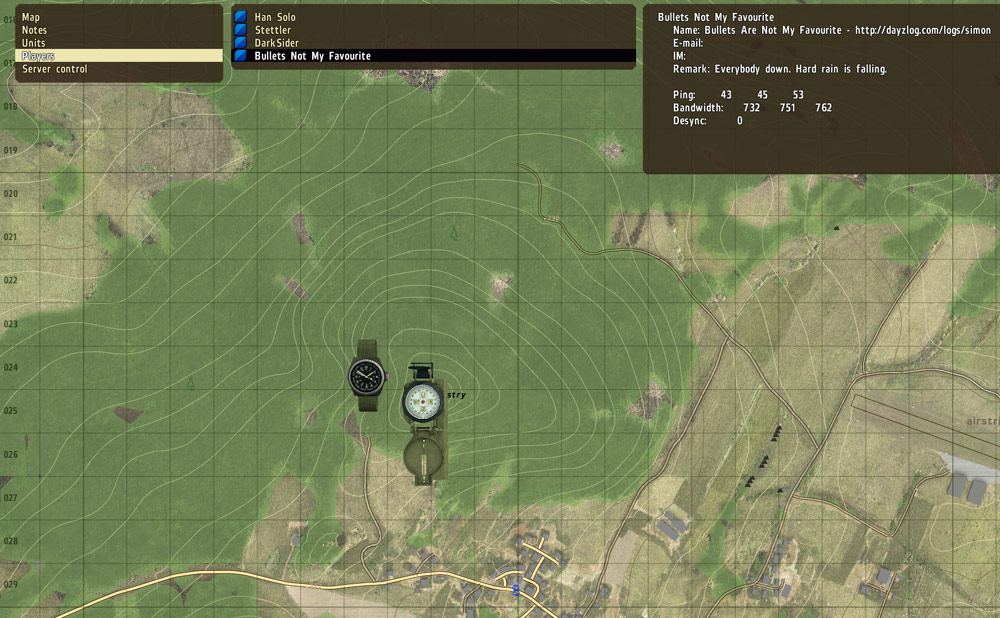 Map
Notes
Units
Players
Server control
Han Solo
Stettler
DarkSider
Bullets Not My Favourite
Bullets Not My Favourite
Name: Bullets Are Not My Favourite - http://dayzlog.com/logs/simon
E-mail:
IM:
Remark: Everybody down. Hard rain is falling.
Ping: 43 45 53
Bandwidth: 732 751 762
Desync: 0
018
019
020
021
022
023
024
stry
025
airstri
026
027
028
029